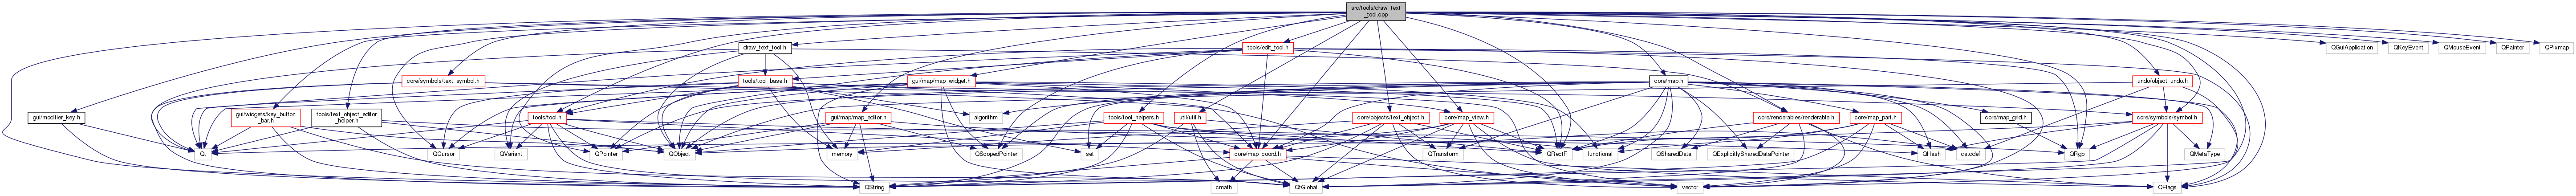 src/tools/draw_text
_tool.cpp
draw_text_tool.h
tools/edit_tool.h
QGuiApplication
QKeyEvent
QMouseEvent
QPainter
QPixmap
core/symbols/text_symbol.h
tools/tool_base.h
gui/map/map_widget.h
core/map.h
undo/object_undo.h
gui/modifier_key.h
gui/widgets/key_button
_bar.h
tools/text_object_editor
_helper.h
tools/tool.h
gui/map/map_editor.h
algorithm
tools/tool_helpers.h
util/util.h
core/objects/text_object.h
core/map_view.h
core/renderables/renderable.h
core/map_part.h
core/map_grid.h
core/symbols/symbol.h
Qt
QCursor
QVariant
QPointer
QObject
memory
QScopedPointer
set
core/map_coord.h
QTransform
QRectF
functional
QSharedData
QExplicitlySharedDataPointer
QHash
cstddef
QRgb
QMetaType
QString
cmath
QtGlobal
vector
QFlags